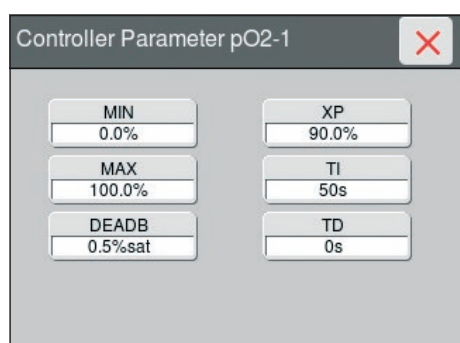 Controller Parameter pO2-1
MIN
0.0%
XP
90.0%
MAX
100.0%
TI
50s
DEADB
0.5%sat
TD
0s